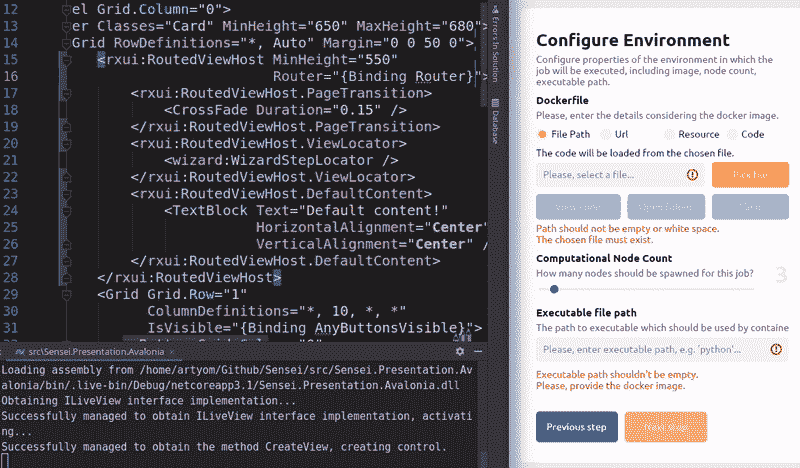 12 el Grid.Column="0">
13 er Classes="Card" MinHeight="650" MaxHeight="680">
14 Grid RowDefinitions="*, Auto" Margin="0 0 50 0">
15 <rxui:RoutedViewHost MinHeight="550"
16 Router="{Binding Router}">
17 <rxui:RoutedViewHost.PageTransition>
18 <CrossFade Duration="0.15" />
19 </rxui:RoutedViewHost.PageTransition>
20 <rxui:RoutedViewHost.ViewLocator>
21 <wizard:WizardStepLocator />
22 </rxui:RoutedViewHost.ViewLocator>
23 <rxui:RoutedViewHost.DefaultContent>
24 <TextBlock Text="Default content!"
25 HorizontalAlignment="Center"
26 VerticalAlignment="Center" /
27 </rxui:RoutedViewHost.DefaultContent>
28 </rxui:RoutedViewHost>
29 <Grid Grid.Row="1"
30 ColumnDefinitions="*, 10, *, *"
31 IsVisible="{Binding AnyButtonsVisible}">
Errors In Solution
Database
src\Sensei.Presentation.Avalonia ×
Loading assembly from /home/artyom/Github/Sensei/src/Sensei.Presentation.Ava
alonia/bin/.live-bin/Debug/netcoreapp3.1/Sensei.Presentation.Avalonia.dll
Obtaining ILiveView interface implementation...
Successfully managed to obtain ILiveView interface implementation, activati
ng...
Successfully managed to obtain the method CreateView, creating control.
Configure Environment
Configure properties of the environment in which the
job will be executed, including image, node count,
executable path.
Dockerfile
Please, enter the details considering the docker image.
File Path Url Resource Code
The code will be loaded from the chosen file.
Please, select a file...
Path should not be empty or white space.
The chosen file must exist.
Computational Node Count
How many nodes should be spawned for this job?
3
Executable file path
The path to executable which should be used by containe
Please, enter executable path, e.g. 'python'...
Executable path shouldn't be empty.
Please, provide the docker image.
Previous step